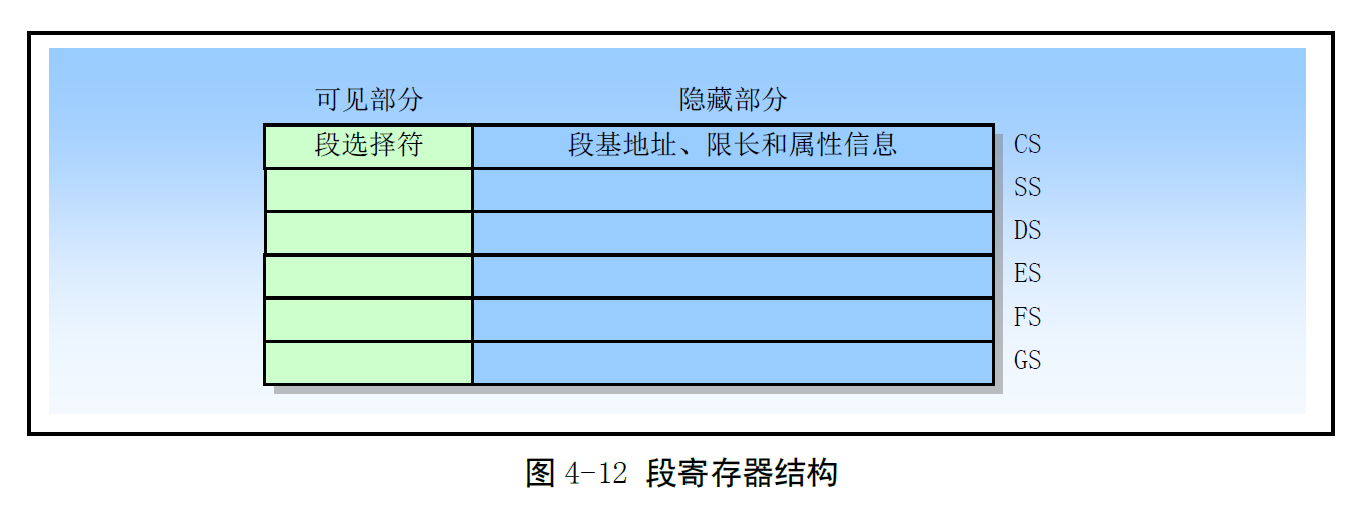 可见部分 隐藏部分
段选择符 段基地址、限长和属性信息 CS
SS
DS
ES
FS
GS
图 4-12 段寄存器结构